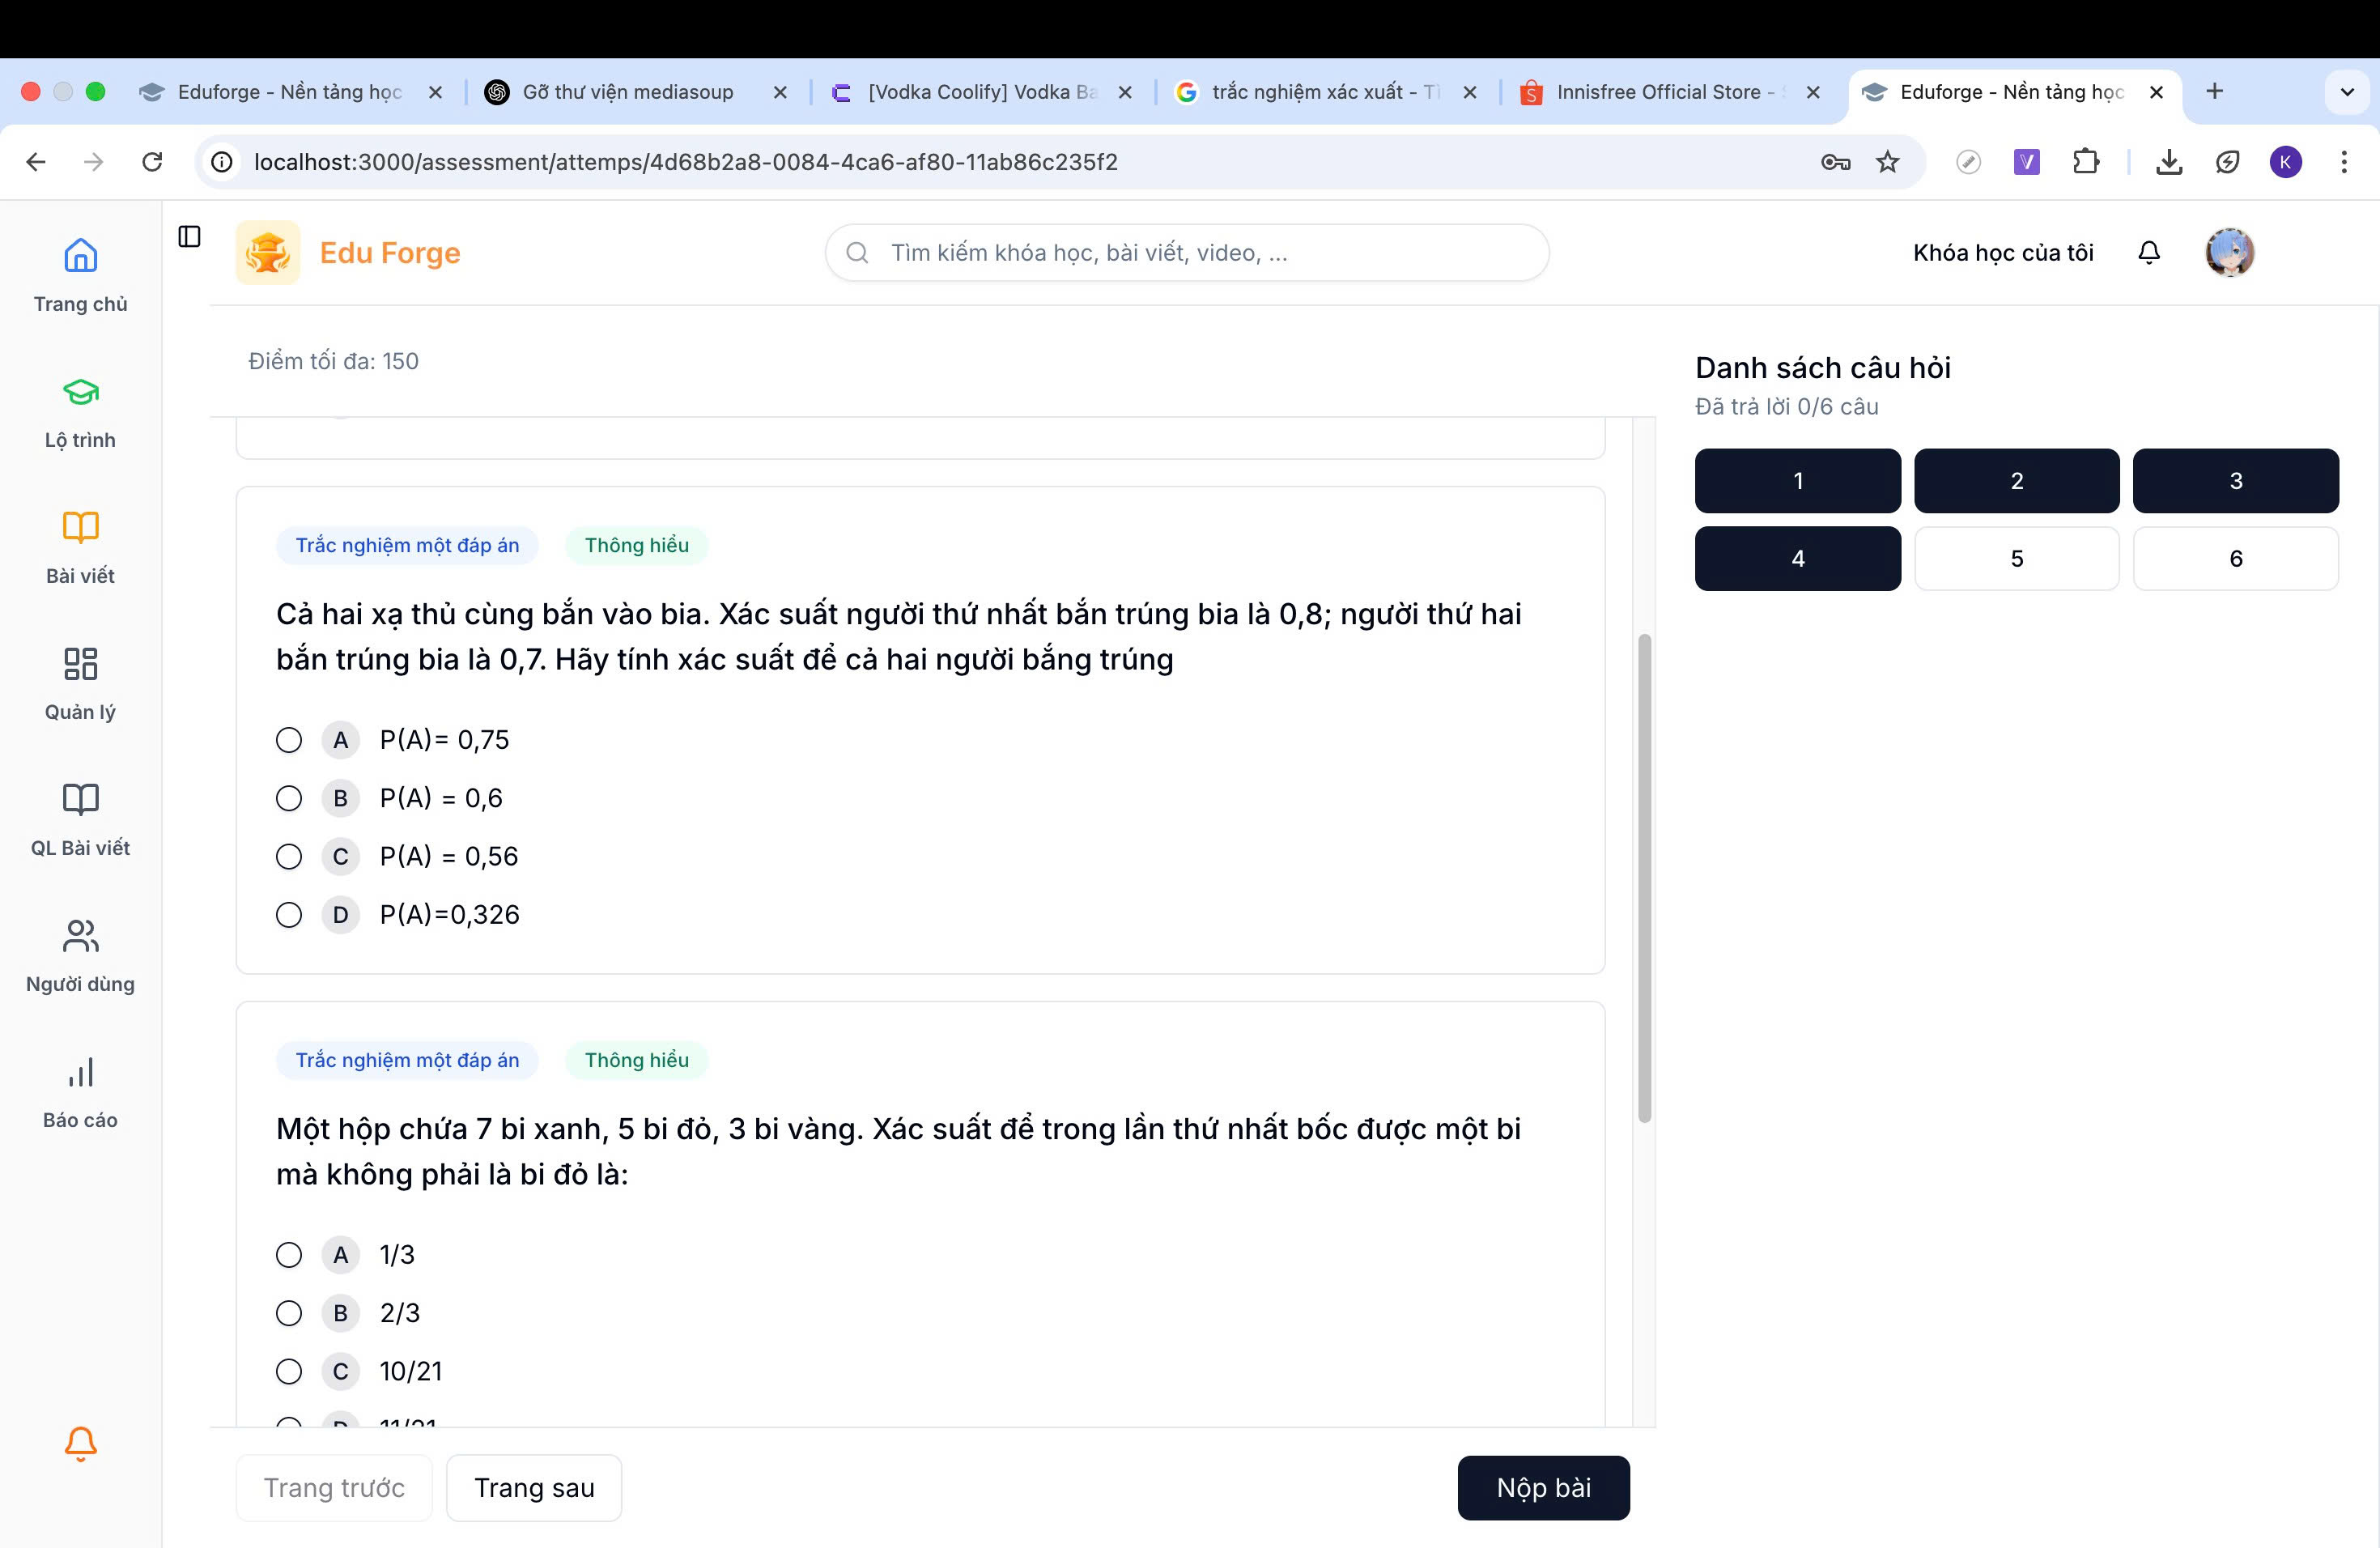 Eduforge - Nền tảng học
Gỡ thư viện mediasoup
[Vodka Coolify] Vodka Ba
trắc nghiệm xác xuất - Tì
Innisfree Official Store -
Eduforge - Nền tảng học
localhost:3000/assessment/attemps/4d68b2a8-0084-4ca6-af80-11ab86c235f2
K
Trang chủ
Lộ trình
Bài viết
Quản lý
QL Bài viết
Người dùng
Báo cáo
Edu Forge
Tìm kiếm khóa học, bài viết, video, ...
Khóa học của tôi
Điểm tối đa: 150
Trắc nghiệm một đáp án
Thông hiểu
Cả hai xạ thủ cùng bắn vào bia. Xác suất người thứ nhất bắn trúng bia là 0,8; người thứ hai
bắn trúng bia là 0,7. Hãy tính xác suất để cả hai người bắng trúng
A P(A)= 0,75
B P(A) = 0,6
C P(A) = 0,56
D P(A)=0,326
Trắc nghiệm một đáp án
Thông hiểu
Một hộp chứa 7 bi xanh, 5 bi đỏ, 3 bi vàng. Xác suất để trong lần thứ nhất bốc được một bi
mà không phải là bi đỏ là:
A 1/3
B 2/3
C 10/21
D 11/21
Trang trước
Trang sau
Nộp bài
Danh sách câu hỏi
Đã trả lời 0/6 câu
1 2 3
4 5 6